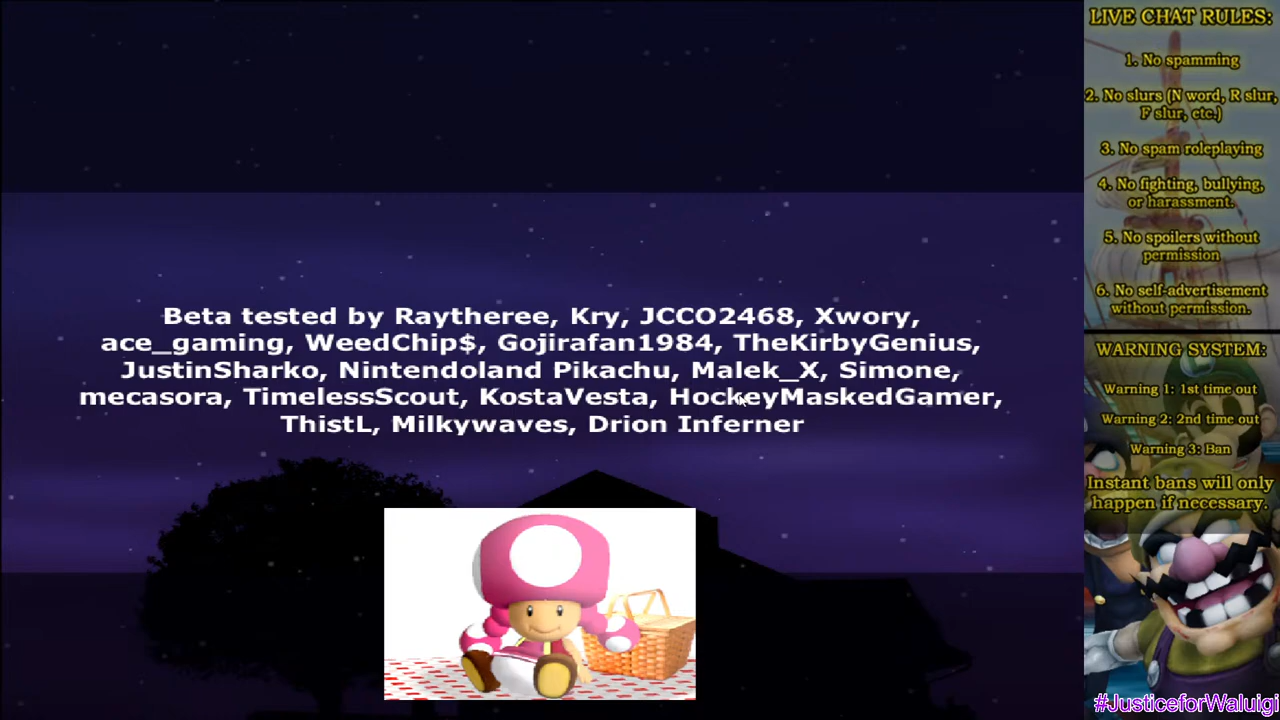 Beta tested by Raytheree, Kry, JCCO2468, Xwory,
ace_gaming, WeedChip$, Gojirafan1984, TheKirbyGenius,
JustinSharko, Nintendoland Pikachu, Malek_X, Simone,
mecasora, TimelessScout, KostaVesta, HockeyMaskedGamer,
ThistL, Milkywaves, Drion Inferner
LIVE CHAT RULES:
1. No spamming
2. No slurs (N word, R slur,
F slur, etc.)
3. No spam roleplaying
4. No fighting, bullying,
or harassment.
5. No spoilers without
permission
6. No self-advertisement
without permission.
WARNING SYSTEM:
Warning 1: 1st time out
Warning 2: 2nd time out
Warning 3: Ban
Instant bans will only
happen if necessary.
#JusticeforWaluigi